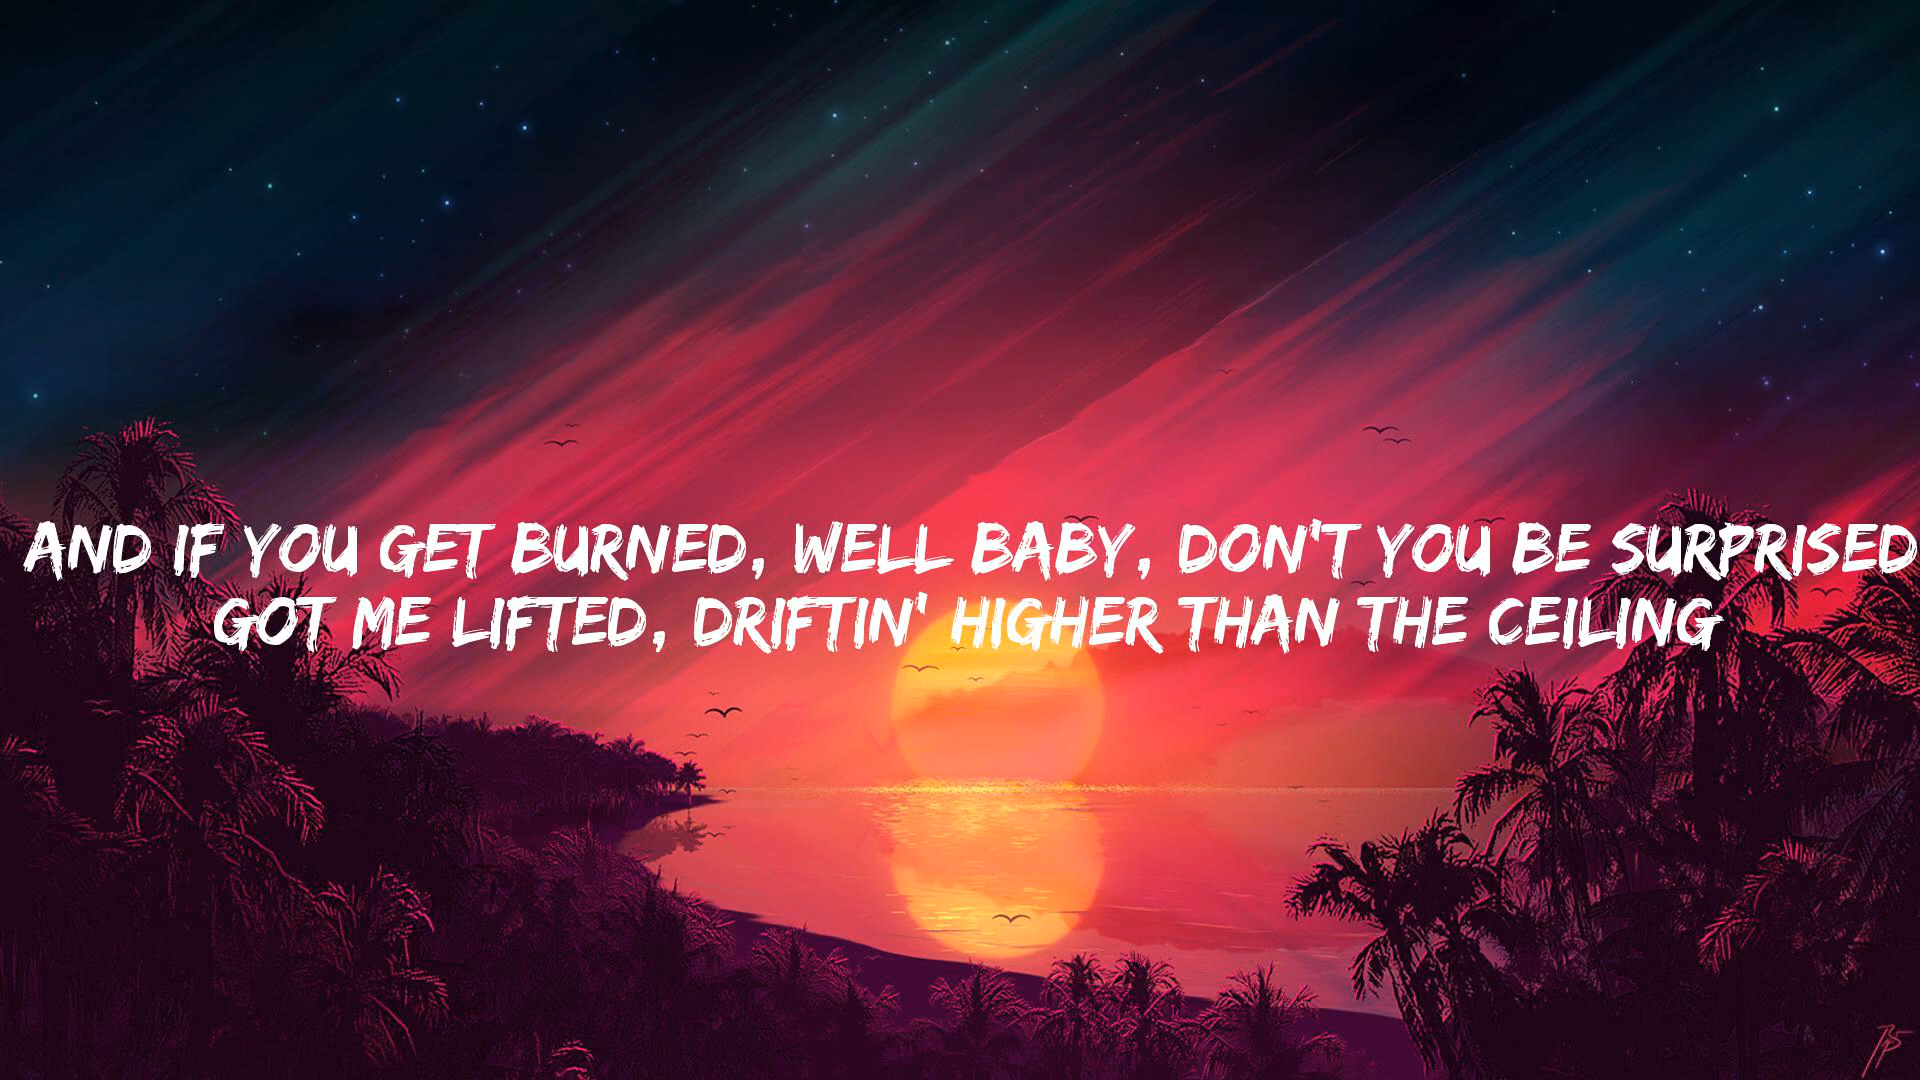 AND IF YOU GET BURNED, WELL BABY, DON'T YOU BE SURPRISED
GOT ME LIFTED, DRIFTIN' HIGHER THAN THE CEILING